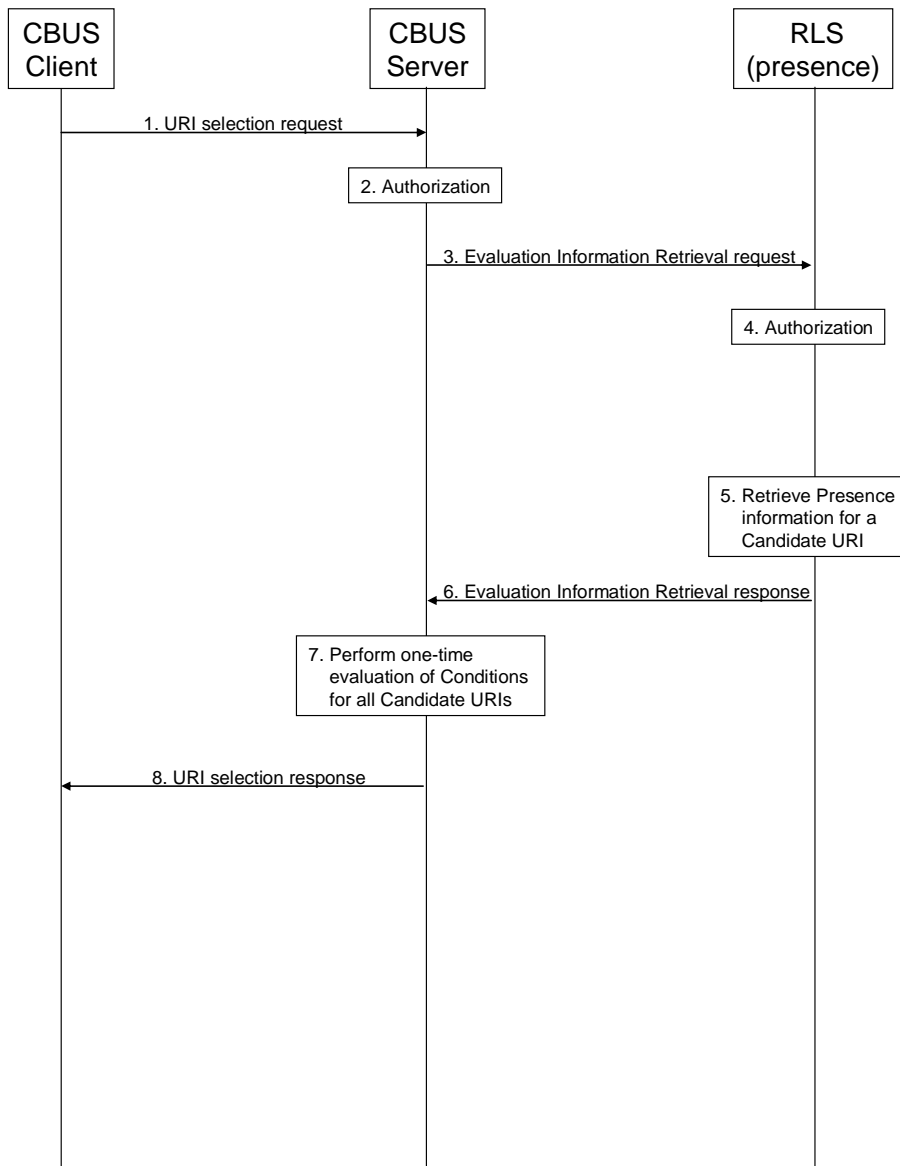 CBUS
Client
CBUS
Server
RLS
(presence)
1. URI selection request
2. Authorization
3. Evaluation Information Retrieval request
4. Authorization
5. Retrieve Presence
information for a
Candidate URI
6. Evaluation Information Retrieval response
7. Perform one-time
evaluation of Conditions
for all Candidate URIs
8. URI selection response